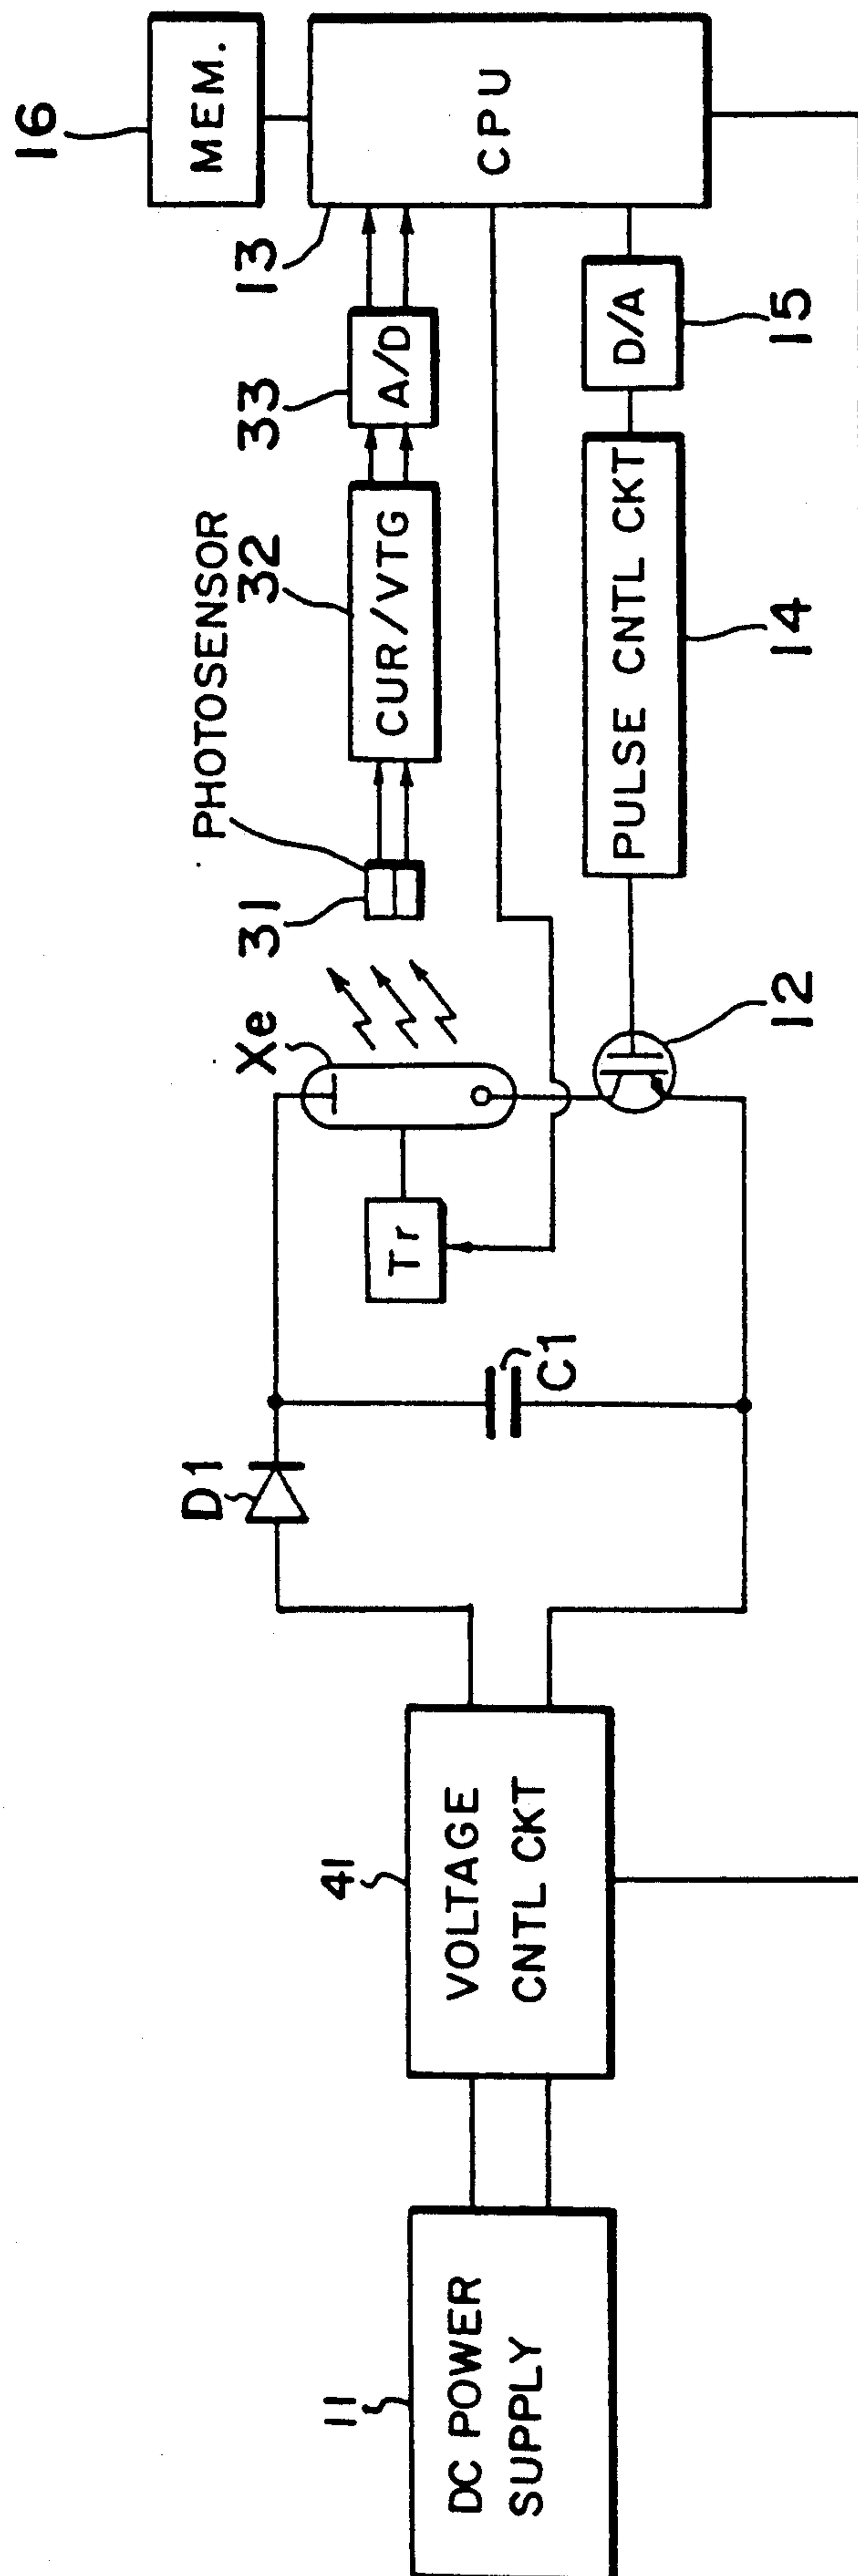 16
MEM.
13
CPU
33
A/D
PHOTOSENSOR
32
CUR/VTG
31
D/A
15
PULSE CNTL CKT
14
Xe
12
Tr
C1
D1
41
VOLTAGE
CNTL CKT
11
DC POWER
SUPPLY